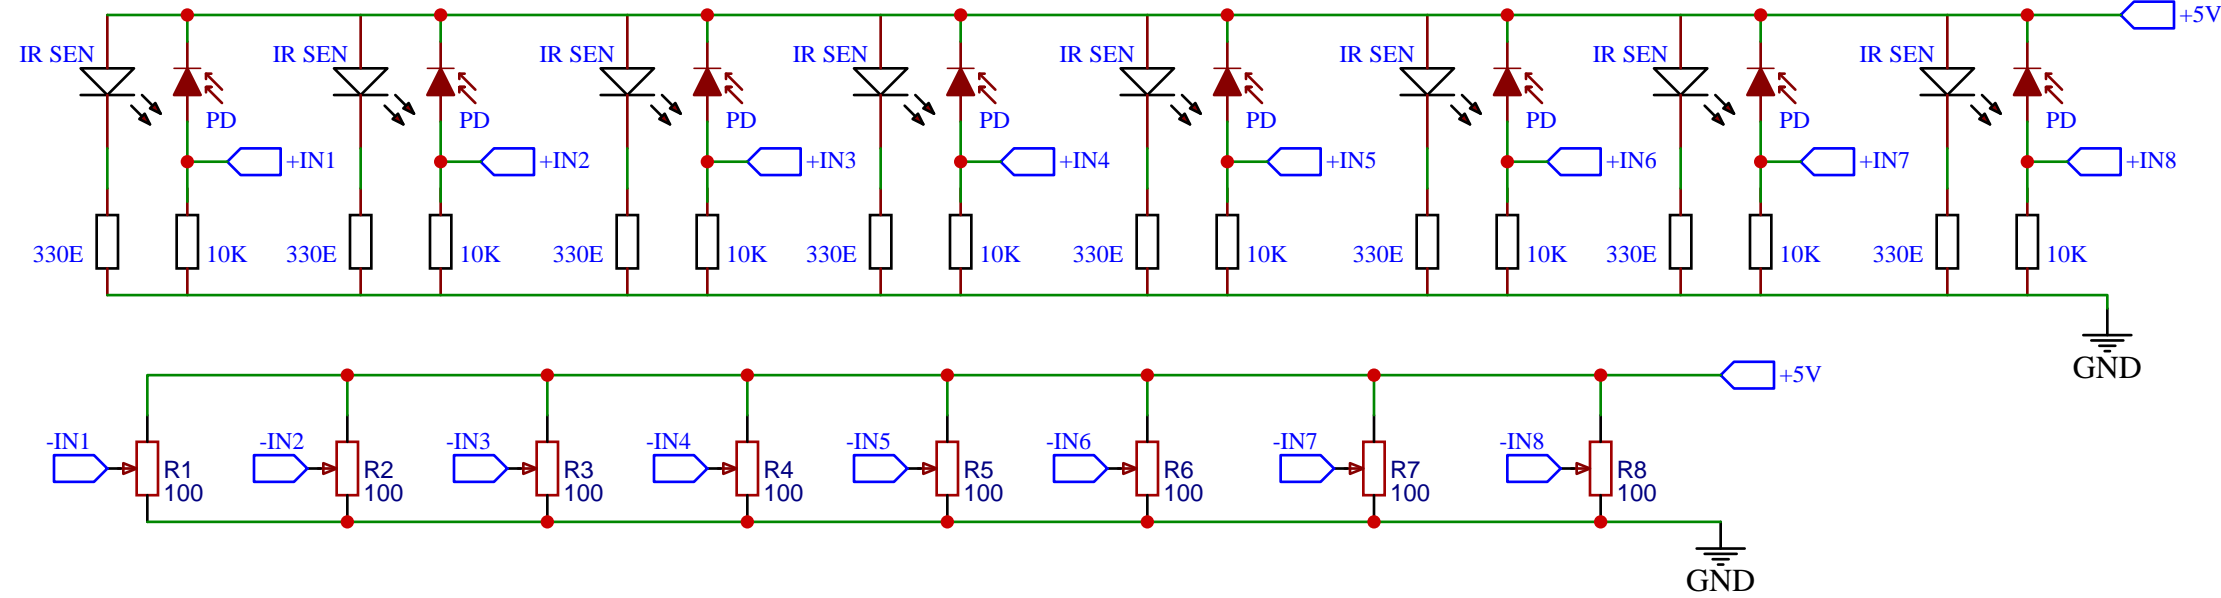 +5V
IR SEN IR SEN IR SEN IR SEN IR SEN IR SEN IR SEN IR SEN
PD PD PD PD PD PD PD PD
+IN1 +IN2 +IN3 +IN4 +IN5 +IN6 +IN7 +IN8
330E 10K 330E 10K 330E 10K 330E 10K 330E 10K 330E 10K 330E 10K 330E 10K
GND
+5V
-IN1 -IN2 -IN3 -IN4 -IN5 -IN6 -IN7 -IN8
R1 R2 R3 R4 R5 R6 R7 R8
100 100 100 100 100 100 100 100
GND